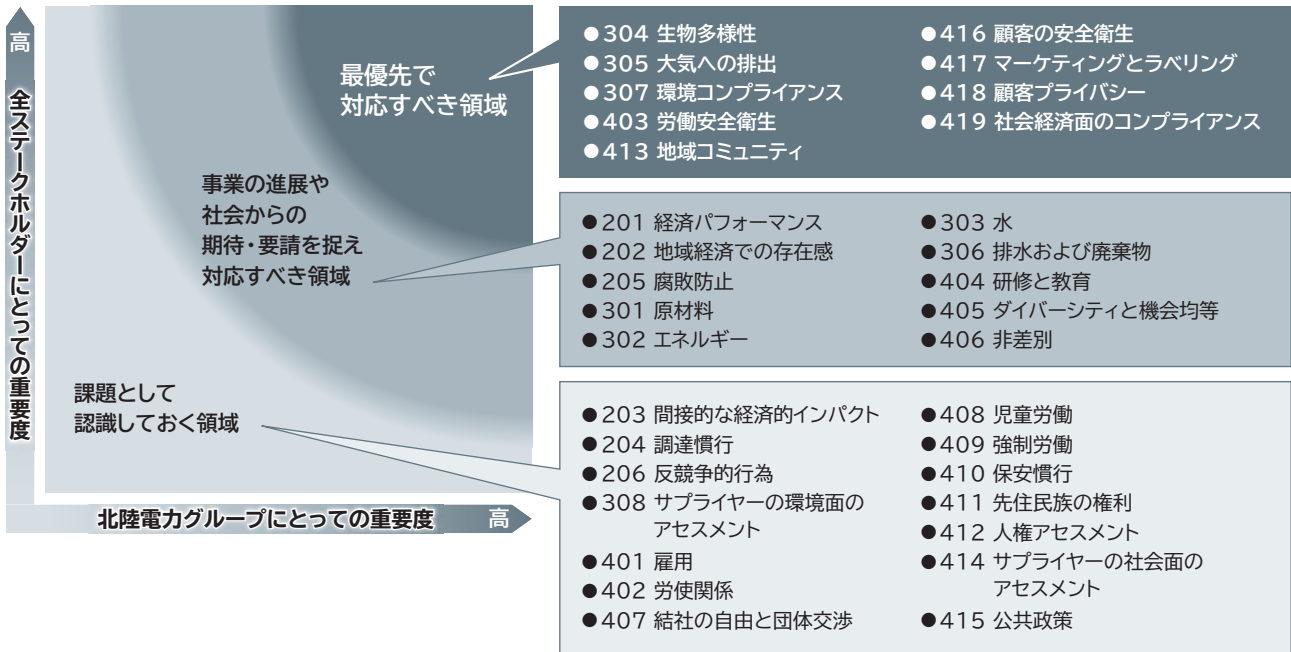 高
全ステークホルダーにとっての重要度
最優先で
対応すべき領域
事業の進展や
社会からの
期待・要請を捉え
対応すべき領域
課題として
認識しておく領域
北陸電力グループにとっての重要度 高
●304 生物多様性
●305 大気への排出
●307 環境コンプライアンス
●403 労働安全衛生
●413 地域コミュニティ
●416 顧客の安全衛生
●417 マーケティングとラベリング
●418 顧客プライバシー
●419 社会経済面のコンプライアンス
●201 経済パフォーマンス
●202 地域経済での存在感
●205 腐敗防止
●301 原材料
●302 エネルギー
●303 水
●306 排水および廃棄物
●404 研修と教育
●405 ダイバーシティと機会均等
●406 非差別
●203 間接的な経済的インパクト
●204 調達慣行
●206 反競争的行為
●308 サプライヤーの環境面の
アセスメント
●401 雇用
●402 労使関係
●407 結社の自由と団体交渉
●408 児童労働
●409 強制労働
●410 保安慣行
●411 先住民族の権利
●412 人権アセスメント
●414 サプライヤーの社会面の
アセスメント
●415 公共政策